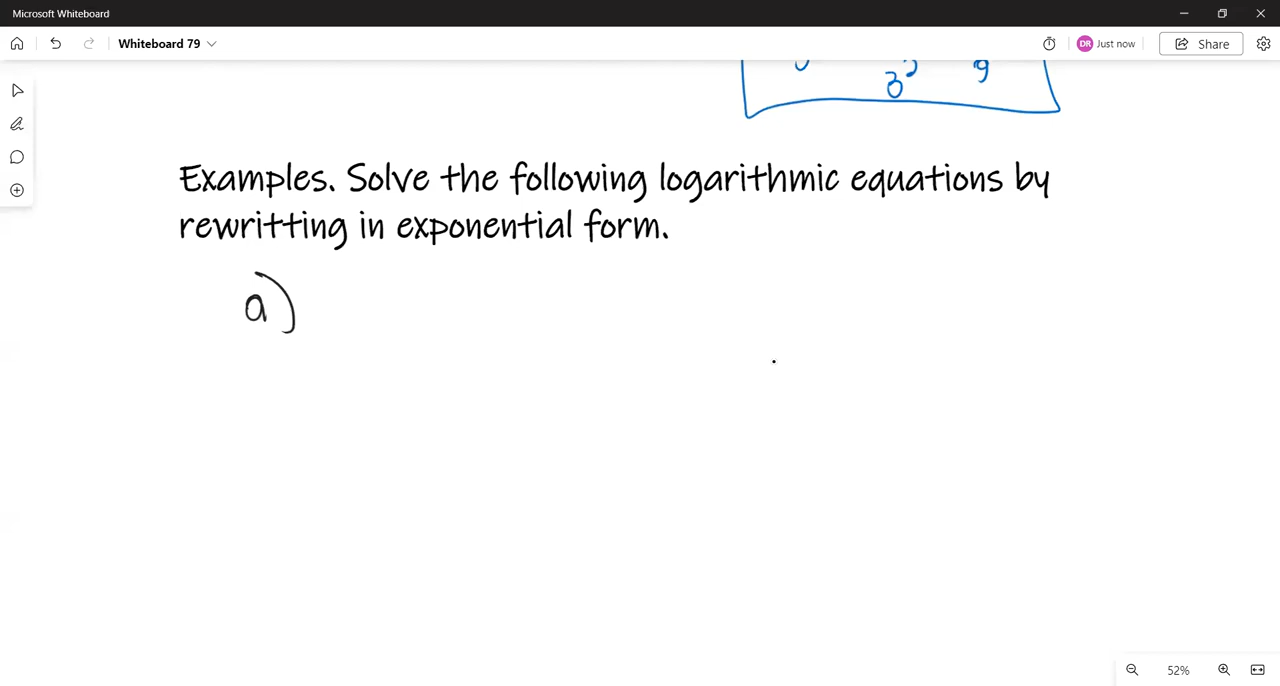 Microsoft Whiteboard
Whiteboard 79
DR Just now
Share
Examples. Solve the following logarithmic equations by
rewritting in exponential form.
a)
52%